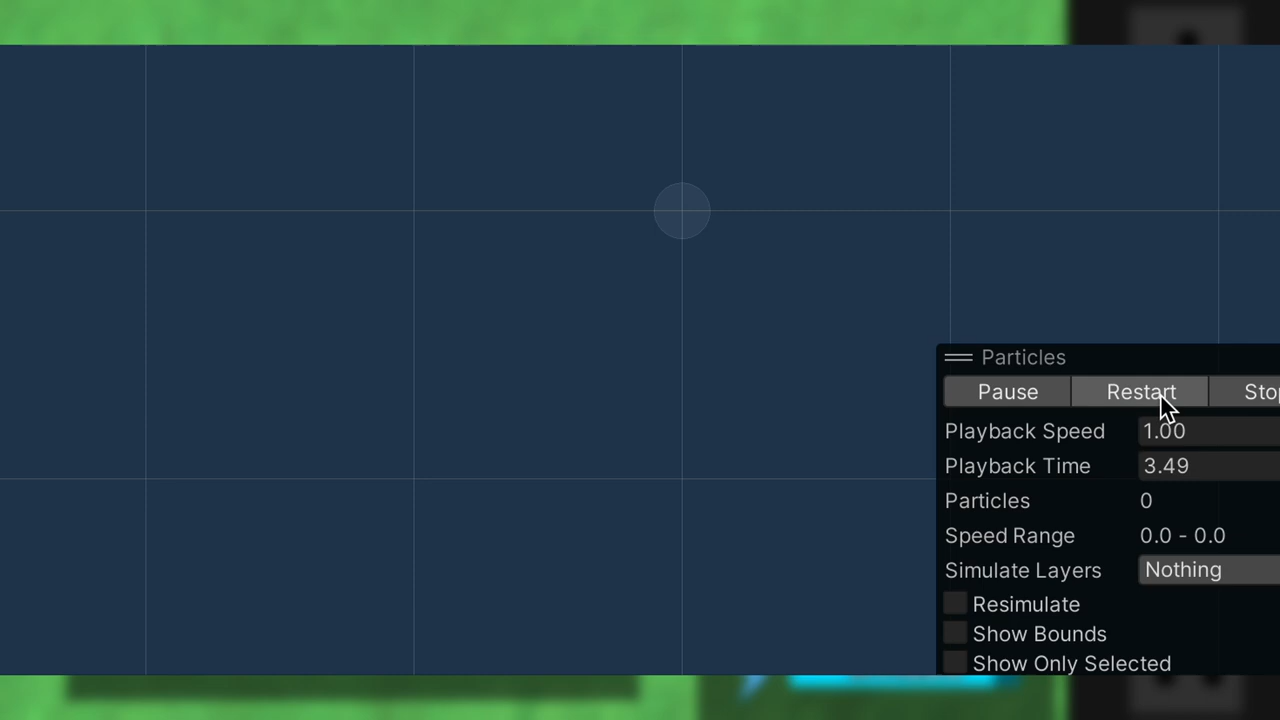 Particles
Pause Restart Stop
Playback Speed 1.00
Playback Time 3.49
Particles 0
Speed Range 0.0 - 0.0
Simulate Layers Nothing
Resimulate
Show Bounds
Show Only Selected